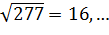 √277 = 16,...